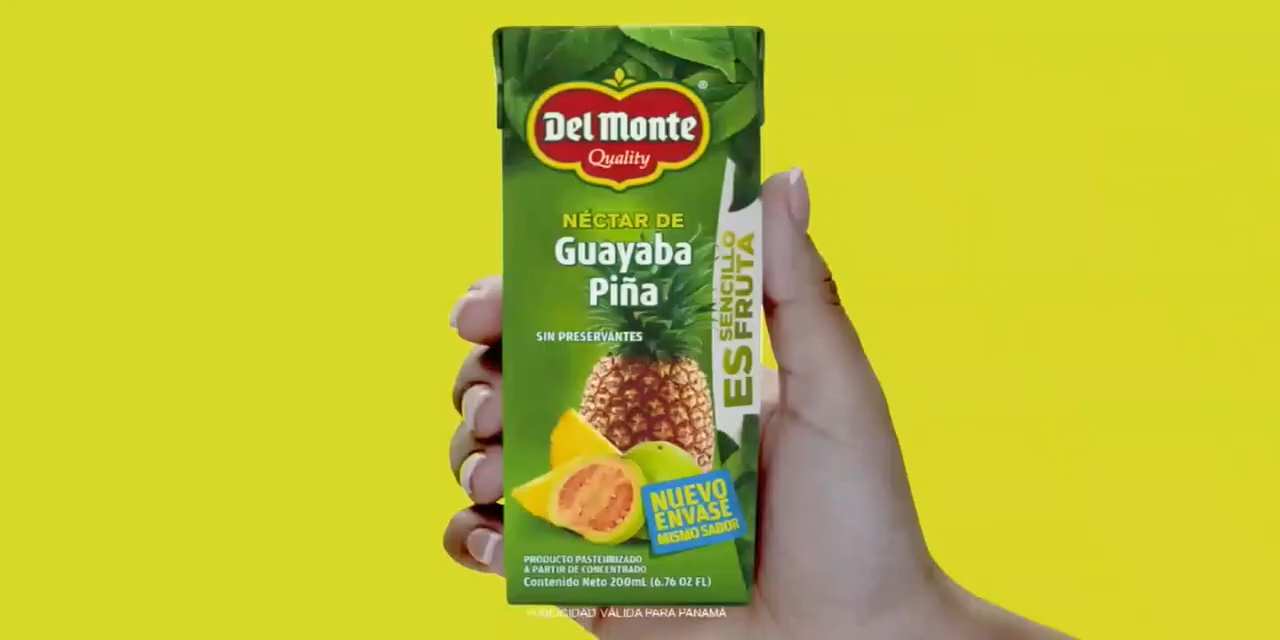 Del Monte
®
Quality
NÉCTAR DE
Guayaba
Piña
SIN PRESERVANTES
ES SENCILLO
FRUTA
NUEVO
ENVASE
MISMO SABOR
PRODUCTO PASTEURIZADO
A PARTIR DE CONCENTRADO
Contenido Neto 200mL (6.76 OZ FL)
VÁLIDA PARA PANAMÁ